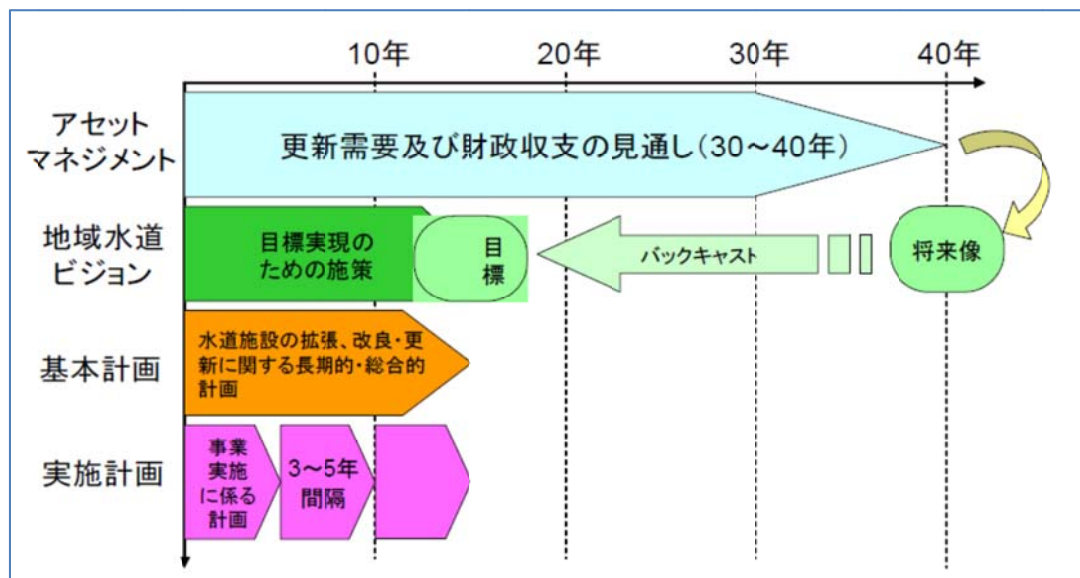 10年
20年
30年
40年
アセット
マネジメント
更新需要及び財政収支の見通し(30～40年)
地域水道
ビジョン
目標実現の
ための施策
目
標
バックキャスト
将来像
基本計画
水道施設の拡張、改良・更
新に関する長期的・総合的
計画
実施計画
事業
実施
に係る
計画
3～5年
間隔